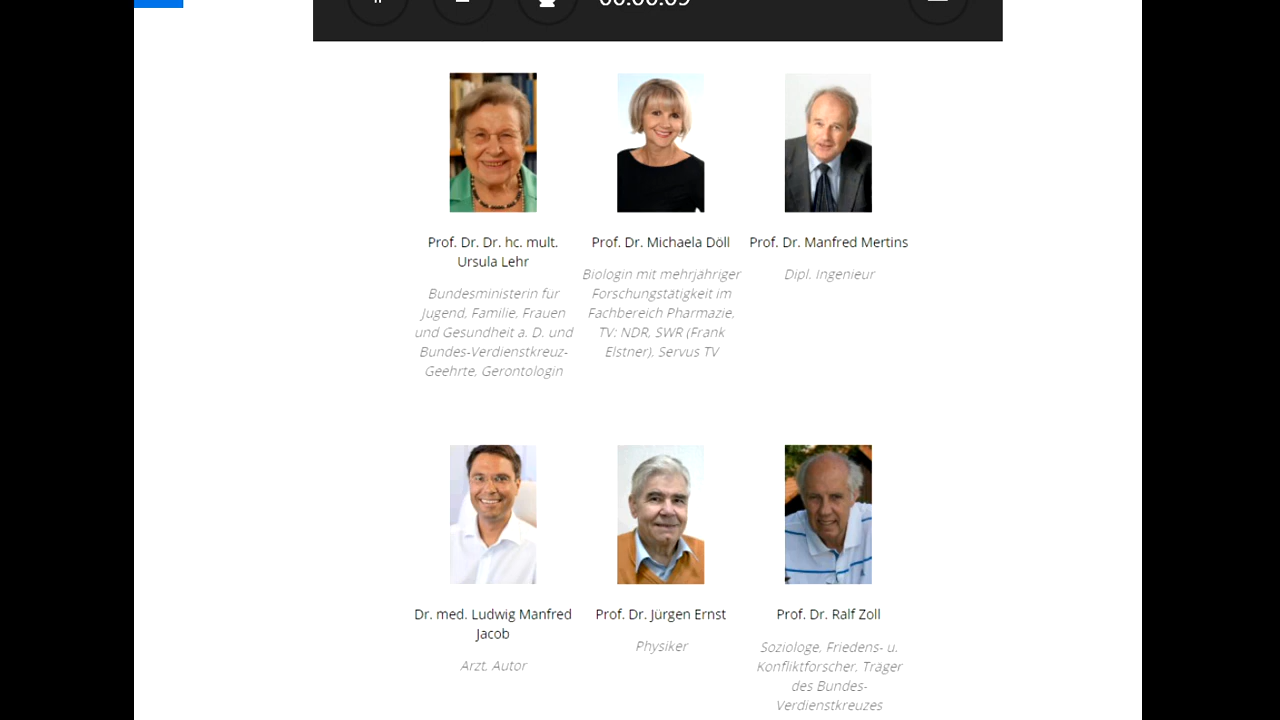 Prof. Dr. Dr. hc. mult.
Ursula Lehr
Bundesministerin für
Jugend, Familie, Frauen
und Gesundheit a. D. und
Bundes-Verdienstkreuz-
Geehrte, Gerontologin
Prof. Dr. Michaela Döll
Biologin mit mehrjähriger
Forschungstätigkeit im
Fachbereich Pharmazie,
TV: NDR, SWR (Frank
Elstner), Servus TV
Prof. Dr. Manfred Mertins
Dipl. Ingenieur
Dr. med. Ludwig Manfred
Jacob
Arzt, Autor
Prof. Dr. Jürgen Ernst
Physiker
Prof. Dr. Ralf Zoll
Soziologe, Friedens- u.
Konfliktforscher, Träger
des Bundes-
Verdienstkreuzes